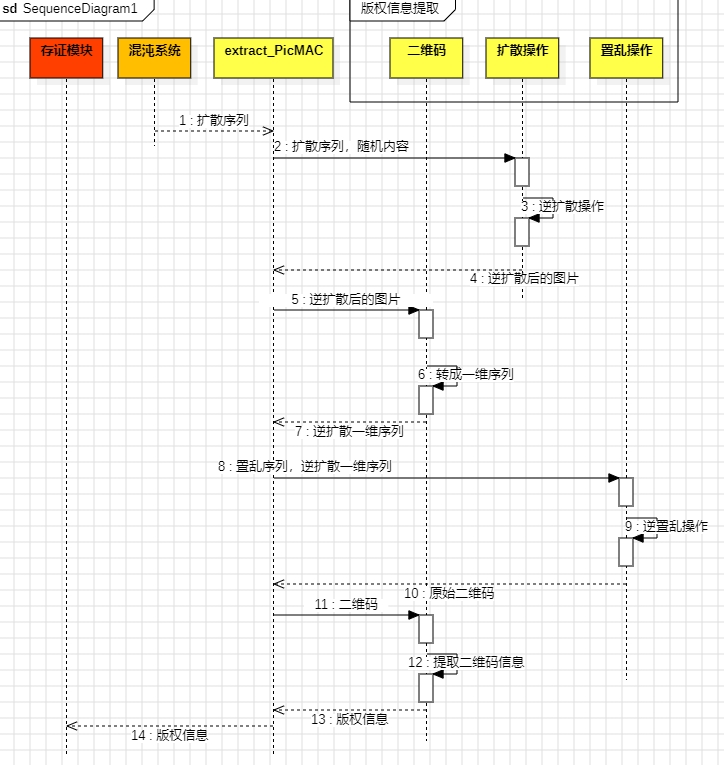 sd SequenceDiagram1
版权信息提取
存证模块
混沌系统
extract_PicMAC
二维码
扩散操作
置乱操作
1 : 扩散序列
2 : 扩散序列，随机内容
3 : 逆扩散操作
4 : 逆扩散后的图片
5 : 逆扩散后的图片
6 : 转成一维序列
7 : 逆扩散一维序列
8 : 置乱序列，逆扩散一维序列
9 : 逆置乱操作
10 : 原始二维码
11 : 二维码
12 : 提取二维码信息
13 : 版权信息
14 : 版权信息